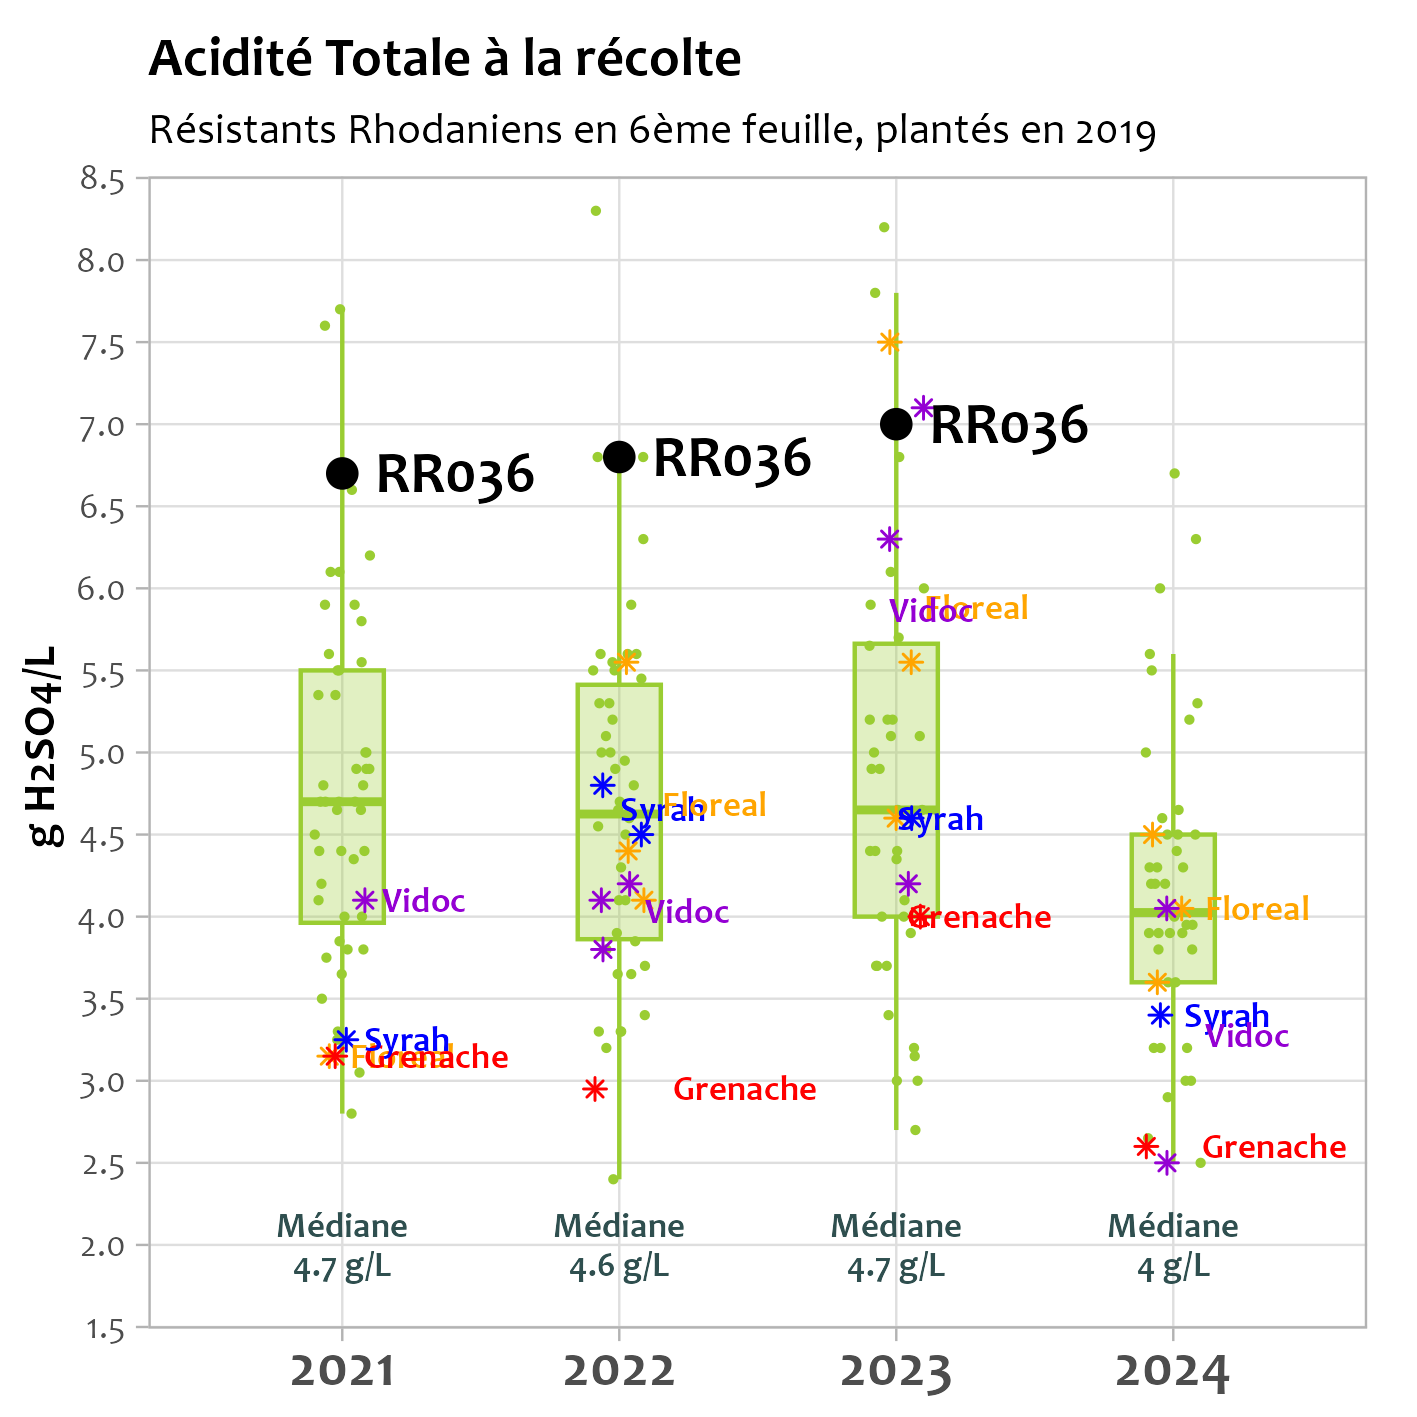 Acidité Totale à la récolte
Résistants Rhodaniens en 6ème feuille, plantés en 2019
g H2SO4/L
8.5
8.0
7.5
7.0
6.5
6.0
5.5
5.0
4.5
4.0
3.5
3.0
2.5
2.0
1.5
RR036
Vidoc
Syrah
Floreal
Grenache
Médiane
4.7 g/L
2021
RR036
Syrah
Floreal
Vidoc
Grenache
Médiane
4.6 g/L
2022
RR036
Vidoc
Floreal
Syrah
Grenache
Médiane
4.7 g/L
2023
Floreal
Syrah
Vidoc
Grenache
Médiane
4 g/L
2024